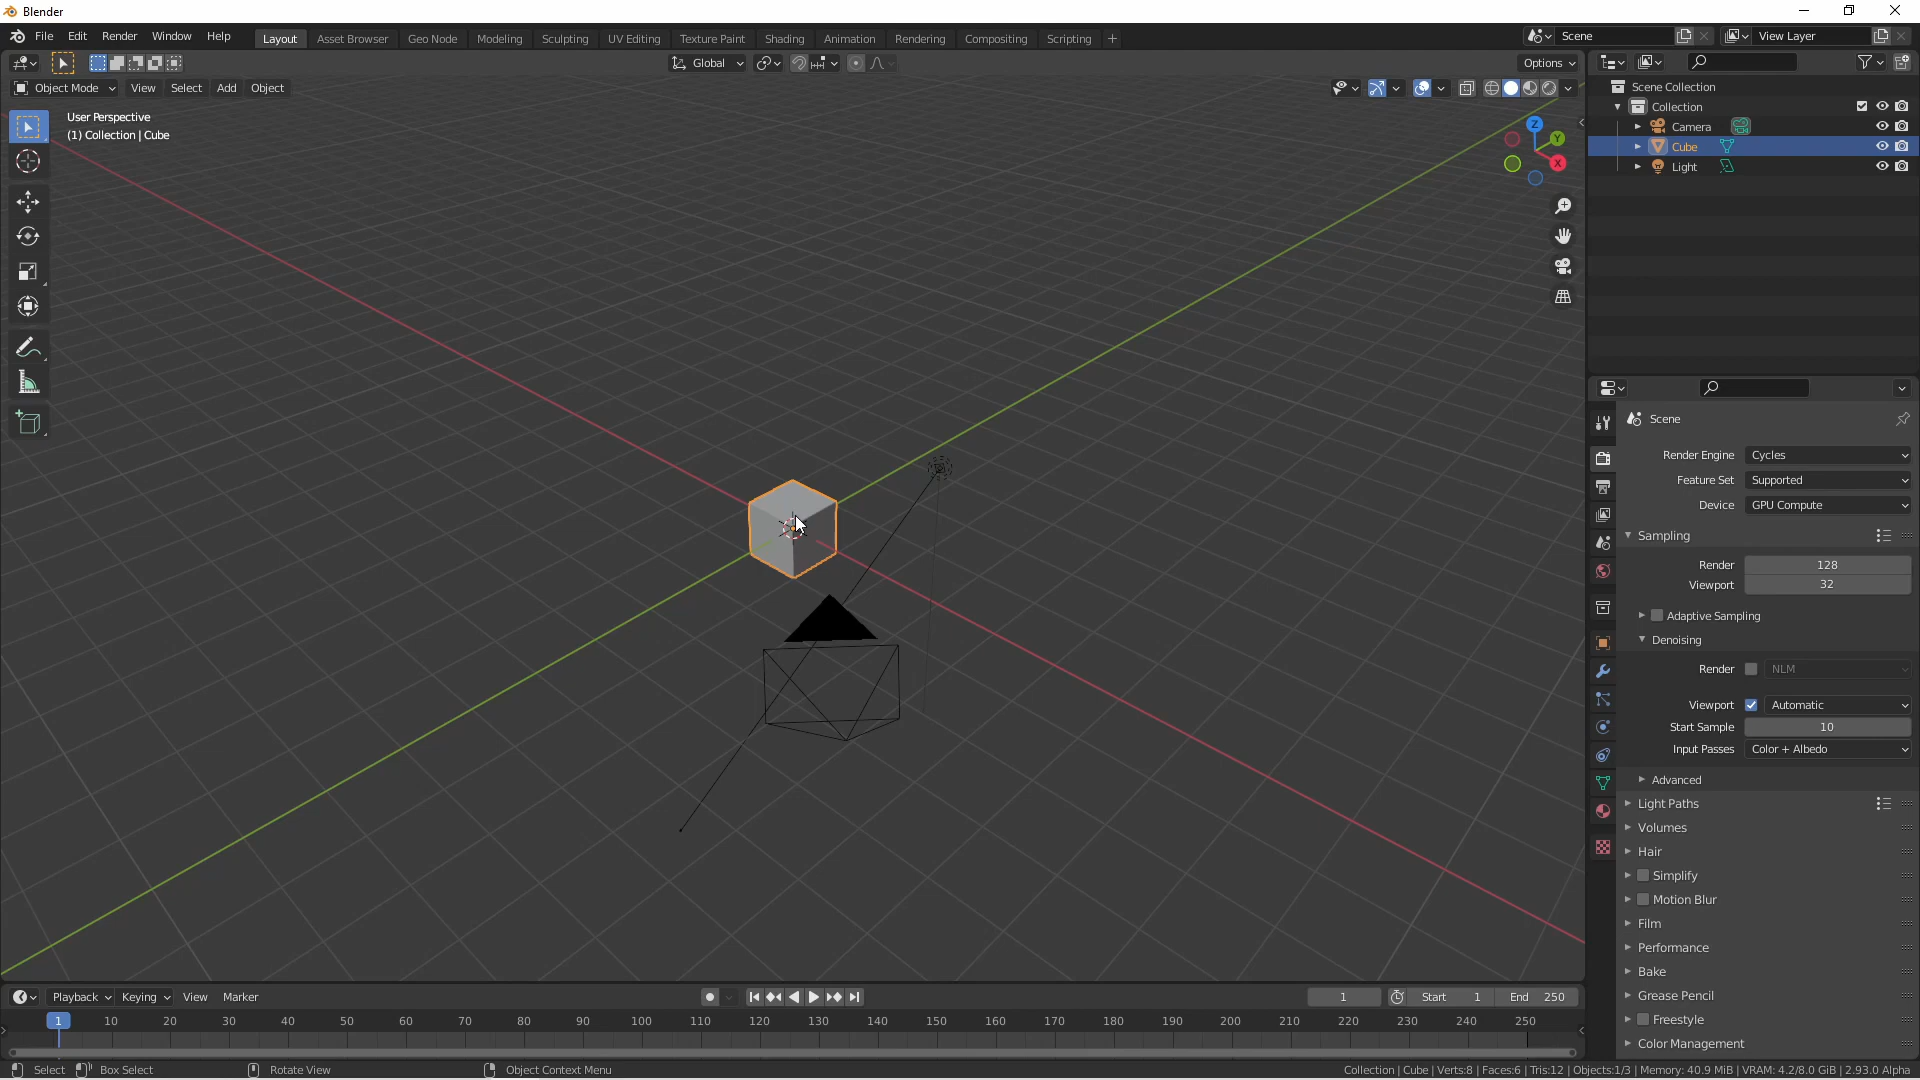 Blender
File Edit Render Window Help Layout Asset Browser Geo Node Modeling Sculpting UV Editing Texture Paint Shading Animation Rendering Compositing Scripting + Scene View Layer
Global Options
Object Mode View Select Add Object
User Perspective
(1) Collection | Cube
Z
Y
X
Scene Collection
Collection
Camera
Cube
Light
Scene
Render Engine Cycles
Feature Set Supported
Device GPU Compute
Sampling
Render 128
Viewport 32
Adaptive Sampling
Denoising
Render NLM
Viewport Automatic
Start Sample 10
Input Passes Color + Albedo
Advanced
Light Paths
Volumes
Hair
Simplify
Motion Blur
Film
Performance
Bake
Grease Pencil
Freestyle
Color Management
Playback Keying View Marker 1 Start 1 End 250
1 10 20 30 40 50 60 70 80 90 100 110 120 130 140 150 160 170 180 190 200 210 220 230 240 250
Select Box Select Rotate View Object Context Menu Collection | Cube | Verts:8 | Faces:6 | Tris:12 | Objects:1/3 | Memory: 40.9 MiB | VRAM: 4.2/8.0 GiB | 2.93.0 Alpha